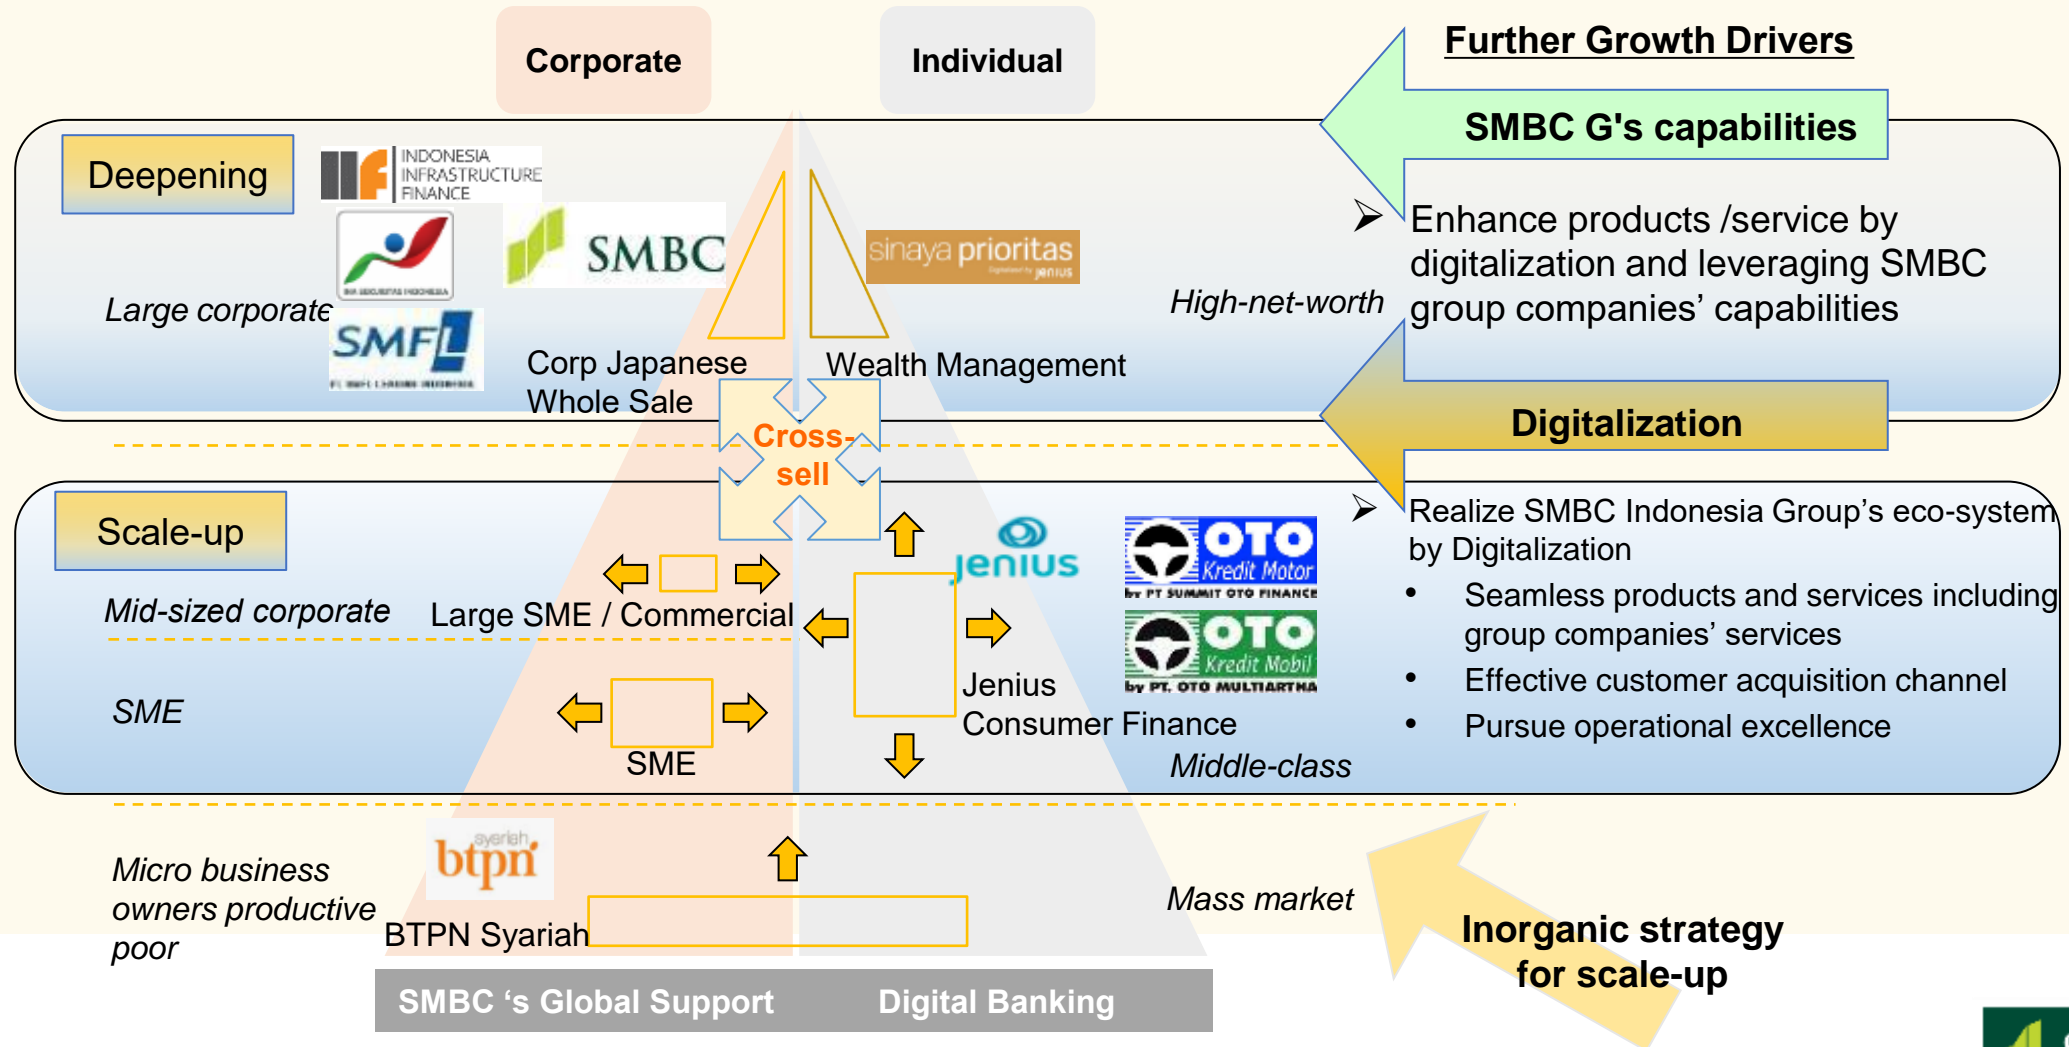 Corporate
Individual
Further Growth Drivers
SMBC G's capabilities
Deepening
INDONESIA
INFRASTRUCTURE
FINANCE
SMBC
sinaya prioritas
jenius
Large corporate
SMFL
High-net-worth
➢ Enhance products /service by
digitalization and leveraging SMBC
group companies’ capabilities
Corp Japanese
Whole Sale
Wealth Management
Cross-
sell
Digitalization
Scale-up
Mid-sized corporate
Large SME / Commercial
jenius
OTO
Kredit Motor
by PT SUMMIT OTO FINANCE
OTO
Kredit Mobil
by PT. OTO MULTIARTHA
➢ Realize SMBC Indonesia Group’s eco-system
by Digitalization
• Seamless products and services including
group companies’ services
• Effective customer acquisition channel
• Pursue operational excellence
SME
SME
Jenius
Consumer Finance
Middle-class
Micro business
owners productive
poor
syariah
btpn
BTPN Syariah
Mass market
Inorganic strategy
for scale-up
SMBC ‘s Global Support
Digital Banking